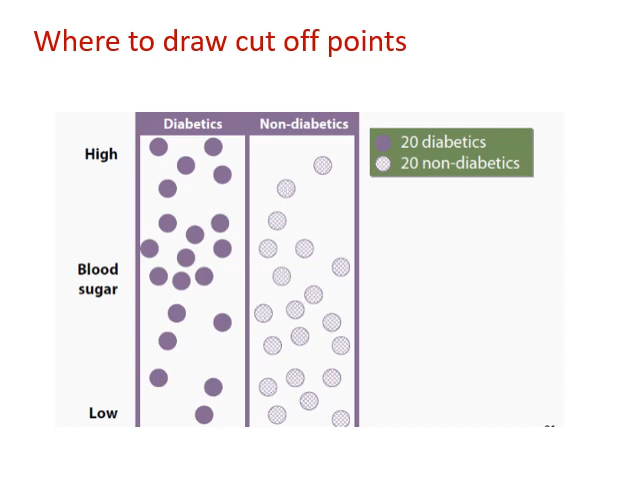 Where to draw cut off points
Diabetics
Non-diabetics
20 diabetics
20 non-diabetics
High
Blood
sugar
Low